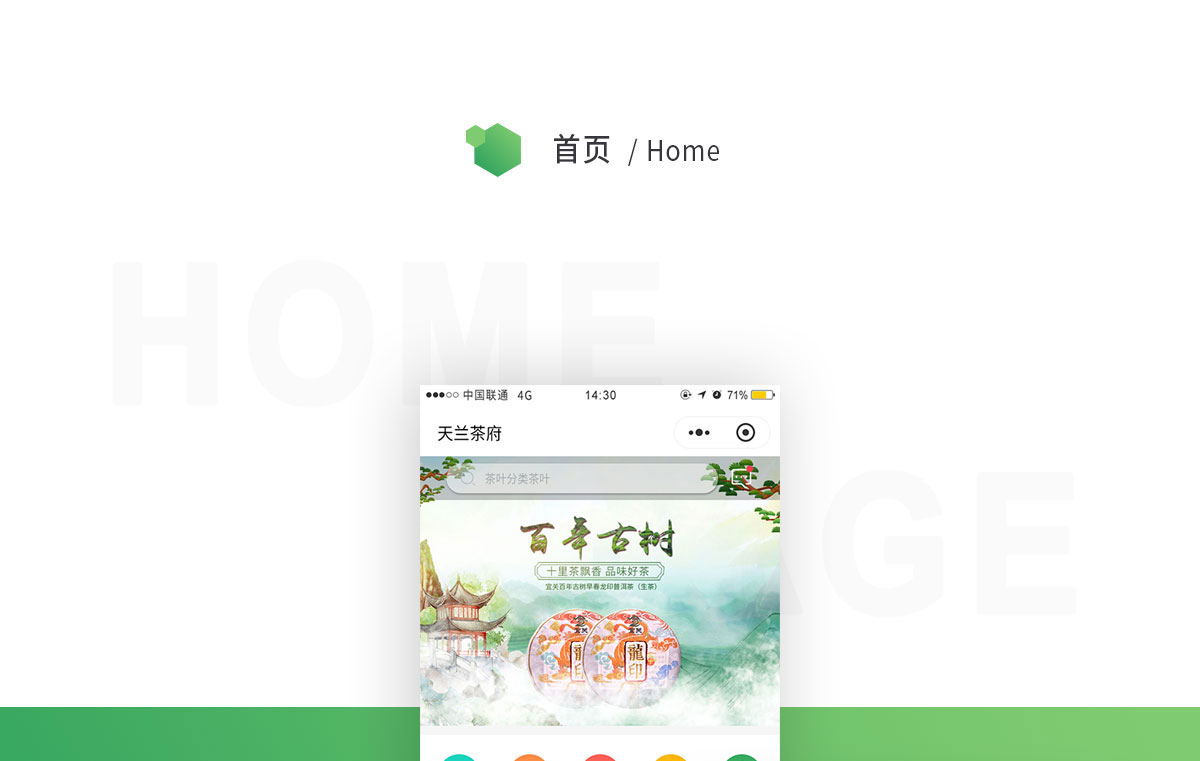 首页 / Home
HOME
PAGE
中国联通 4G 14:30 71%
天兰茶府
茶叶分类茶叶
百年古树
十里茶飘香 品味好茶
宜关百年古树早春龙印普洱茶（生茶）
龍印
龍印